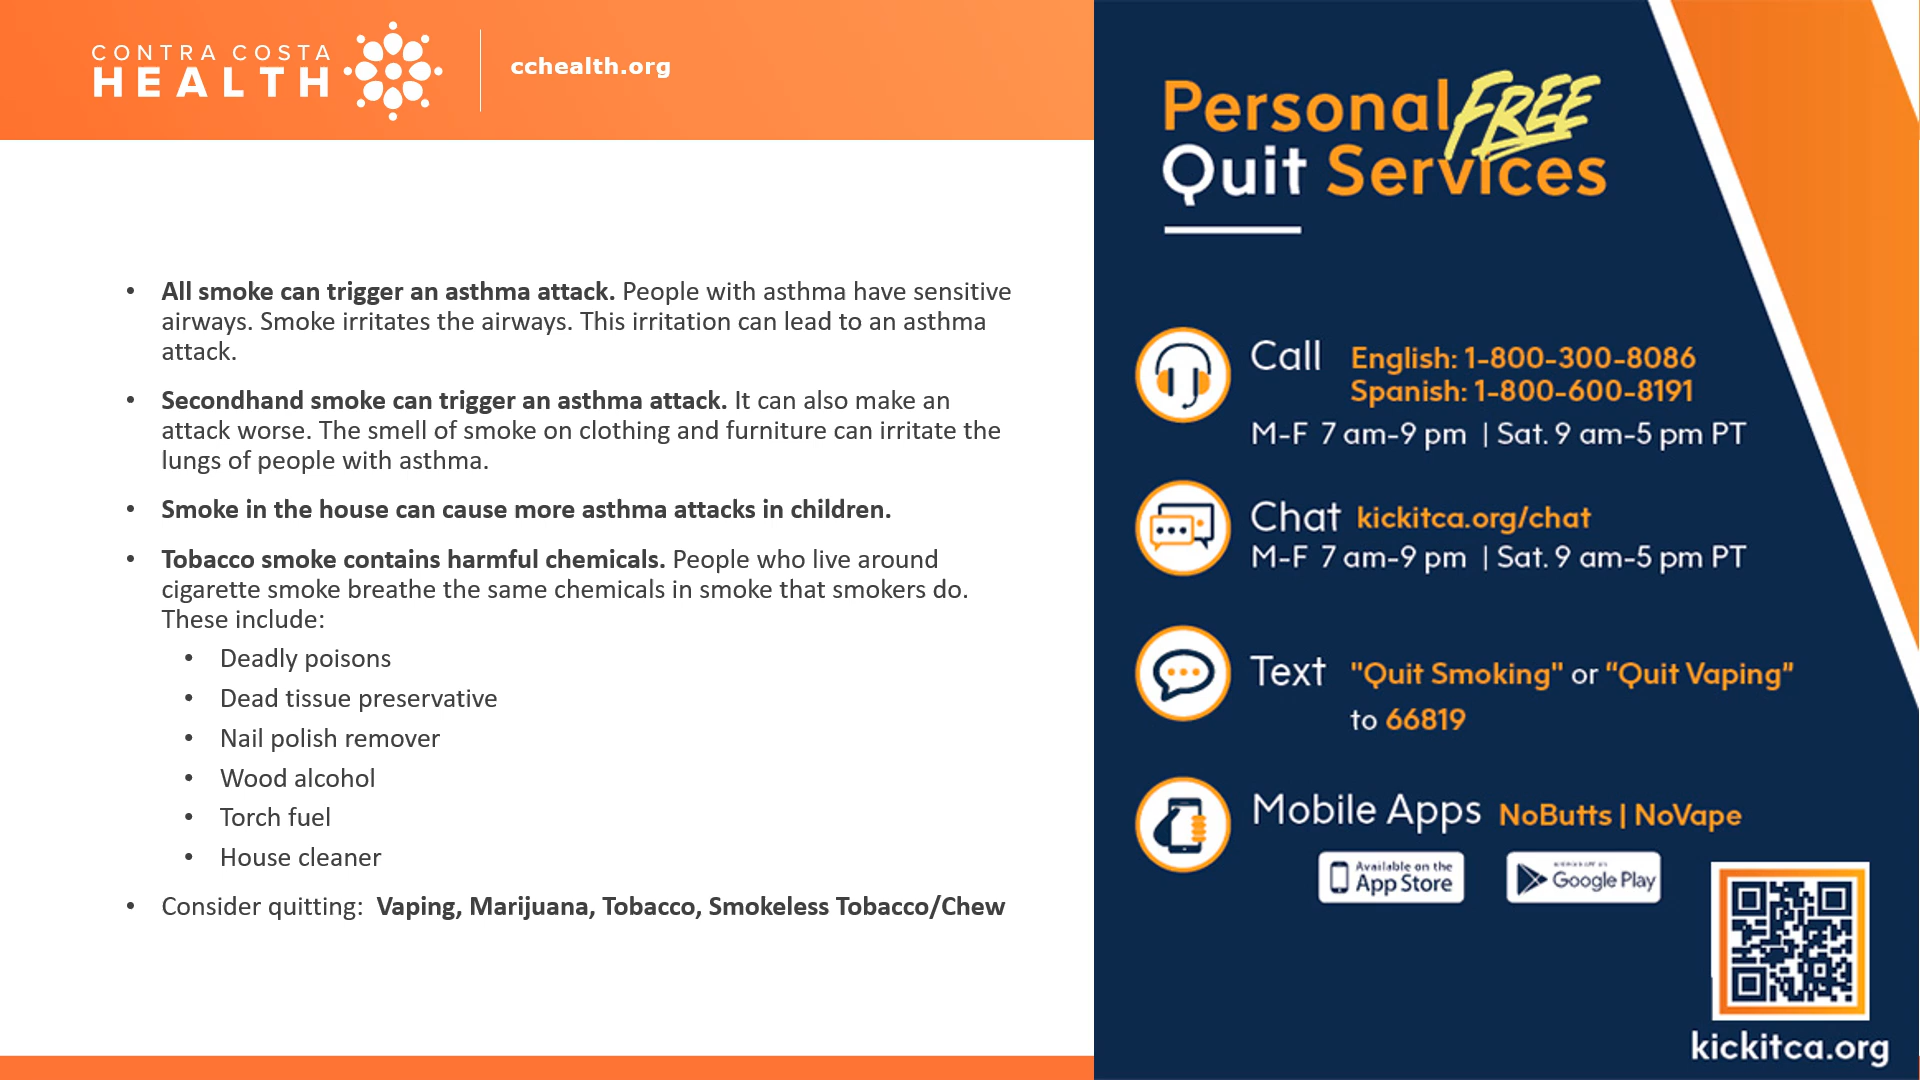 CONTRA COSTA
HEALTH
cchealth.org
• All smoke can trigger an asthma attack. People with asthma have sensitive
airways. Smoke irritates the airways. This irritation can lead to an asthma
attack.
• Secondhand smoke can trigger an asthma attack. It can also make an
attack worse. The smell of smoke on clothing and furniture can irritate the
lungs of people with asthma.
• Smoke in the house can cause more asthma attacks in children.
• Tobacco smoke contains harmful chemicals. People who live around
cigarette smoke breathe the same chemicals in smoke that smokers do.
These include:
• Deadly poisons
• Dead tissue preservative
• Nail polish remover
• Wood alcohol
• Torch fuel
• House cleaner
• Consider quitting: Vaping, Marijuana, Tobacco, Smokeless Tobacco/Chew
Personal FREE
Quit Services
Call English: 1-800-300-8086
Spanish: 1-800-600-8191
M-F 7 am-9 pm | Sat. 9 am-5 pm PT
Chat kickitca.org/chat
M-F 7 am-9 pm | Sat. 9 am-5 pm PT
Text "Quit Smoking" or “Quit Vaping”
to 66819
Mobile Apps NoButts | NoVape
Available on the
App Store
Google Play
kickitca.org